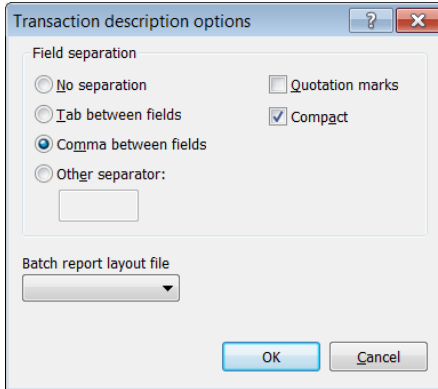 Transaction description options
Field separation
No separation
Quotation marks
Tab between fields
Compact
Comma between fields
Other separator:
Batch report layout file
OK
Cancel